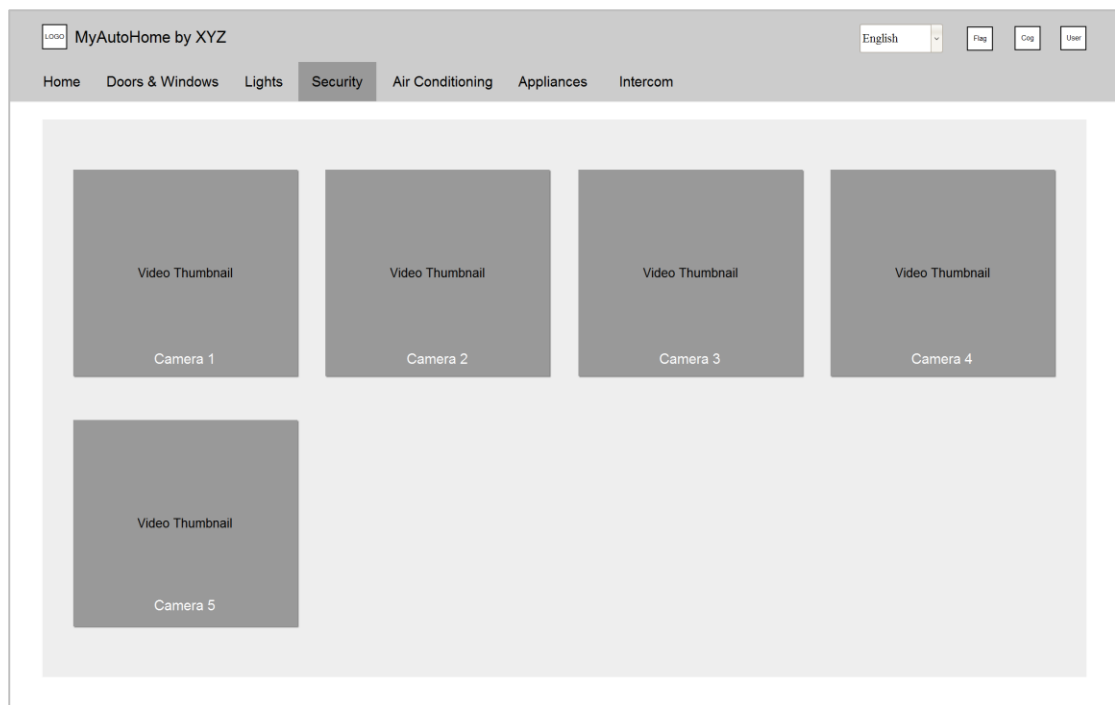 LOGO MyAutoHome by XYZ English Flag Cog User
Home Doors & Windows Lights Security Air Conditioning Appliances Intercom
Video Thumbnail Video Thumbnail Video Thumbnail Video Thumbnail
Camera 1 Camera 2 Camera 3 Camera 4
Video Thumbnail
Camera 5